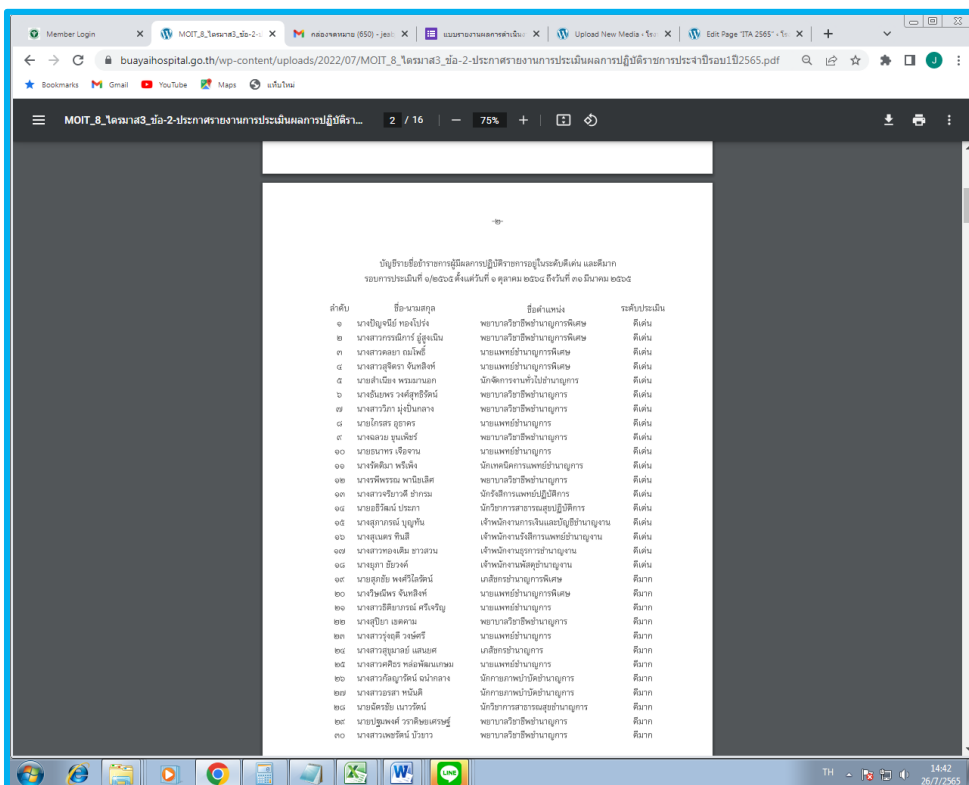 Member Login
MOIT_8_ไตรมาส3_ข้อ-2-
กล่องจดหมาย (650) - jes
แบบรายงานผลการดำเนิน
Upload New Media ‹ โร
Edit Page "ITA 2565" ‹ โร
buayaihospital.go.th/wp-content/uploads/2022/07/MOIT_8_ไตรมาส3_ข้อ-2-ประกาศรายงานการประเมินผลการปฏิบัติราชการประจำปีรอบ1ปี2565.pdf
Bookmarks Gmail YouTube Maps แท็บใหม่
MOIT_8_ไตรมาส3_ข้อ-2-ประกาศรายงานการประเมินผลการปฏิบัติรา... 2 / 16 75%
-๒-
บัญชีรายชื่อข้าราชการผู้มีผลการปฏิบัติราชการอยู่ในระดับดีเด่น และดีมาก
รอบการประเมินที่ ๑/๒๕๖๕ ตั้งแต่วันที่ ๑ ตุลาคม ๒๕๖๔ ถึงวันที่ ๓๑ มีนาคม ๒๕๖๕
ลำดับ ชื่อ-นามสกุล ชื่อตำแหน่ง ระดับประเมิน
๑ นางปัญจนีย์ ทองโปร่ง พยาบาลวิชาชีพชำนาญการพิเศษ ดีเด่น
๒ นางสาวกรรณิการ์ อู่สูงเนิน พยาบาลวิชาชีพชำนาญการพิเศษ ดีเด่น
๓ นางสาวดลยา ถมโพธิ์ นายแพทย์ชำนาญการพิเศษ ดีเด่น
๔ นางสาวสุจิตรา จันทสิงห์ นายแพทย์ชำนาญการพิเศษ ดีเด่น
๕ นายสำเนียง พรมมานอก นักจัดการงานทั่วไปชำนาญการ ดีเด่น
๖ นางธันยพร วงศ์สุทธิรัตน์ พยาบาลวิชาชีพชำนาญการ ดีเด่น
๗ นางสาววิภา มุ่งปั่นกลาง พยาบาลวิชาชีพชำนาญการ ดีเด่น
๘ นายไกรสร อุธาคร นายแพทย์ชำนาญการ ดีเด่น
๙ นางฉลวย ขุนเพ็ชร์ พยาบาลวิชาชีพชำนาญการ ดีเด่น
๑๐ นายธนาทร เจือจาน นายแพทย์ชำนาญการ ดีเด่น
๑๑ นางรัตติมา พรีเพ็ง นักเทคนิคการแพทย์ชำนาญการ ดีเด่น
๑๒ นางรพีพรรณ พานิชเลิศ พยาบาลวิชาชีพชำนาญการ ดีเด่น
๑๓ นางสาวจริยาวดี ชำกรม นักรังสีการแพทย์ปฏิบัติการ ดีเด่น
๑๔ นายอธิวัฒน์ ประภา นักวิชาการสาธารณสุขปฏิบัติการ ดีเด่น
๑๕ นางสุภาภรณ์ บุญทัน เจ้าพนักงานการเงินและบัญชีชำนาญงาน ดีเด่น
๑๖ นางสุเนตร หินสี เจ้าพนักงานรังสีการแพทย์ชำนาญงาน ดีเด่น
๑๗ นางสาวทองเติม ชาวสวน เจ้าพนักงานธุรการชำนาญงาน ดีเด่น
๑๘ นางยุภา ชัยวงค์ เจ้าพนักงานพัสดุชำนาญงาน ดีเด่น
๑๙ นายสุภชัย พงศ์วิไลรัตน์ เภสัชกรชำนาญการพิเศษ ดีมาก
๒๐ นางวิษณีพร จันทสิงห์ นายแพทย์ชำนาญการพิเศษ ดีมาก
๒๑ นางสาวธิติยาภรณ์ ศรีเจริญ นายแพทย์ชำนาญการ ดีมาก
๒๒ นางสุปิยา เขตคาม พยาบาลวิชาชีพชำนาญการ ดีมาก
๒๓ นางสาวรุ่งฤดี วงษ์ศรี นายแพทย์ชำนาญการ ดีมาก
๒๔ นางสาวสุขุมาลย์ แสนยศ เภสัชกรชำนาญการ ดีมาก
๒๕ นางสาวศศิธร หล่อพัฒนเกษม นายแพทย์ชำนาญการ ดีมาก
๒๖ นางสาวกัลญารัตน์ ฉน่ำกลาง นักกายภาพบำบัดชำนาญการ ดีมาก
๒๗ นางสาวอรสา หนันดี นักกายภาพบำบัดชำนาญการ ดีมาก
๒๘ นายฉัตรชัย เนาวรัตน์ นักวิชาการสาธารณสุขชำนาญการ ดีมาก
๒๙ นายปฐมพงศ์ วราดิษยเศรษฐ์ พยาบาลวิชาชีพชำนาญการ ดีมาก
๓๐ นางสาวเพชรัตน์ บัวขาว พยาบาลวิชาชีพชำนาญการ ดีมาก
TH 14:42
26/7/2565